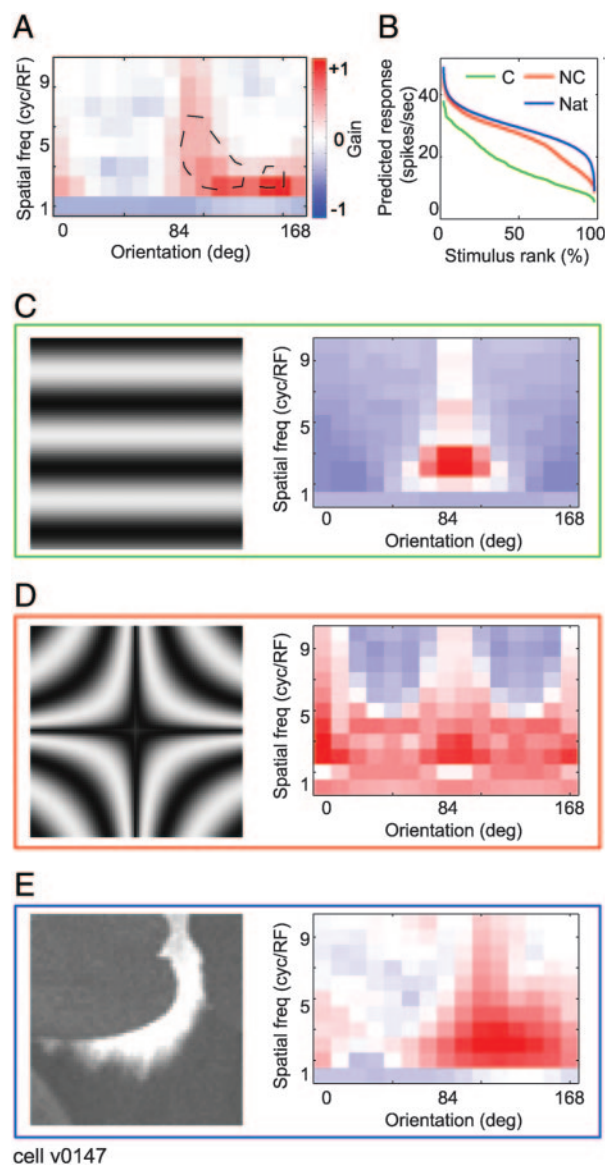 A
Spatial freq (cyc/RF)
9
5
1
0
84
168
Orientation (deg)
+1
0
-1
Gain
B
Predicted response
(spikes/sec)
40
20
0
C
NC
Nat
0
50
100
Stimulus rank (%)
C
Spatial freq (cyc/RF)
9
5
1
0
84
168
Orientation (deg)
D
Spatial freq (cyc/RF)
9
5
1
0
84
168
Orientation (deg)
E
Spatial freq (cyc/RF)
9
5
1
0
84
168
Orientation (deg)
cell v0147